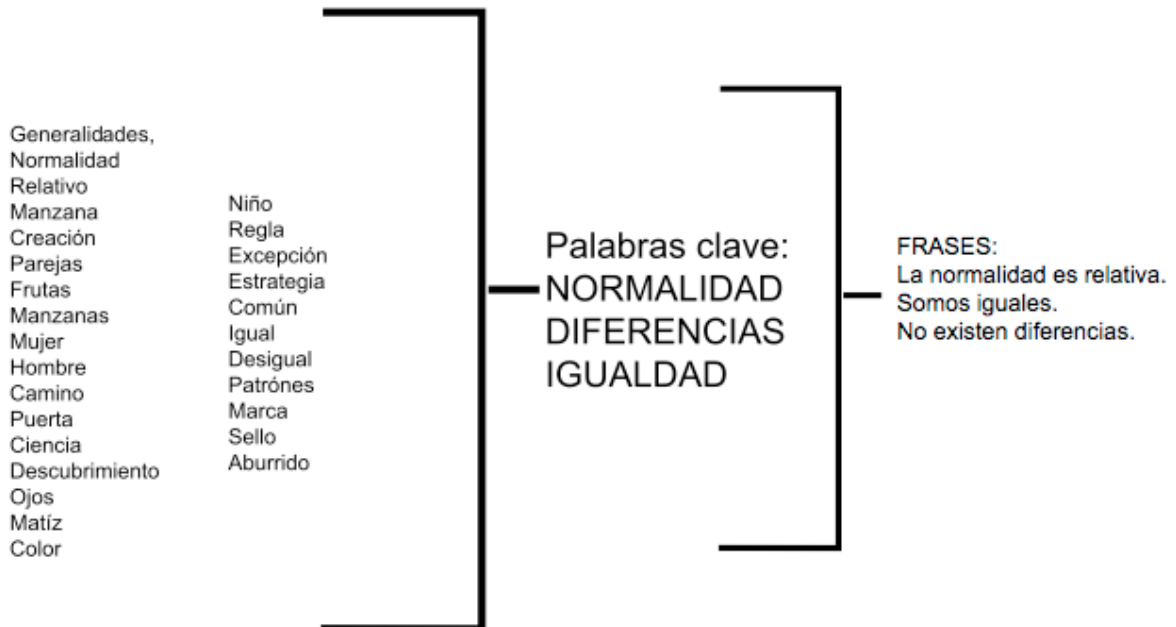 Generalidades,
Normalidad
Relativo
Manzana
Creación
Parejas
Frutas
Manzanas
Mujer
Hombre
Camino
Puerta
Ciencia
Descubrimiento
Ojos
Matíz
Color
Niño
Regla
Excepción
Estrategia
Común
Igual
Desigual
Patrónes
Marca
Sello
Aburrido
Palabras clave:
NORMALIDAD
DIFERENCIAS
IGUALDAD
FRASES:
La normalidad es relativa.
Somos iguales.
No existen diferencias.